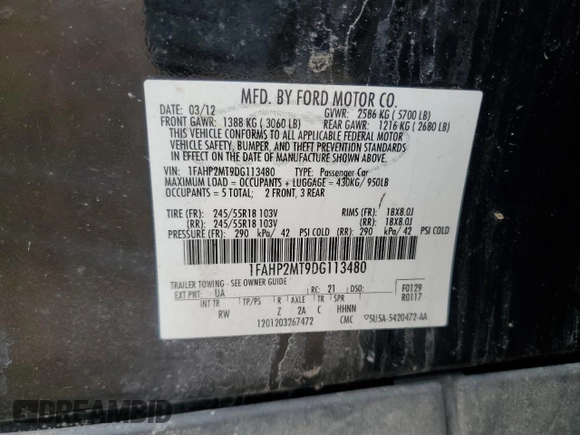 MFD. BY FORD MOTOR CO.
DATE: 03/12 GVWR: 2586 KG ( 5700 LB)
FRONT GAWR: 1388 KG ( 3060 LB) REAR GAWR: 1216 KG ( 2680 LB)
THIS VEHICLE CONFORMS TO ALL APPLICABLE FEDERAL MOTOR
VEHICLE SAFETY, BUMPER, AND THEFT PREVENTION STANDARDS
IN EFFECT ON THE DATE OF MANUFACTURE SHOWN ABOVE.
VIN: 1FAHP2MT9DG113480 TYPE: Passenger Car
MAXIMUM LOAD = OCCUPANTS + LUGGAGE = 430KG/ 950LB
OCCUPANTS = 5 TOTAL; 2 FRONT, 3 REAR
TIRE (FR): 245/55R18 103V RIMS (FR): 18X8.0J
(RR): 245/55R18 103V (RR): 18X8.0J
PRESSURE (FR): 290 kPa/ 42 PSI COLD (RR): 290 kPa/ 42 PSI COLD
1FAHP2MT9DG113480
TRAILER TOWING - SEE OWNER GUIDE
EXT PNT: UA RC: 21 DSO: F0129
R0117
INT TR TP/PS R AXLE TR SPR
RW Z 2A C HHNN
1201203267472 CMC
5U5A-5420472-AA
DREAMBID